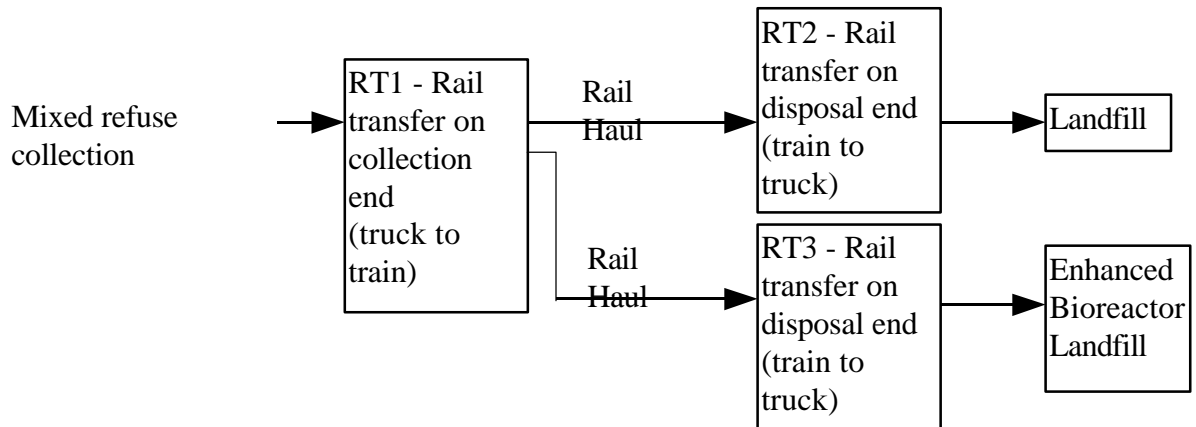 Mixed refuse
collection
RT1 - Rail
transfer on
collection
end
(truck to
train)
Rail
Haul
RT2 - Rail
transfer on
disposal end
(train to
truck)
Landfill
Rail
Haul
RT3 - Rail
transfer on
disposal end
(train to
truck)
Enhanced
Bioreactor
Landfill